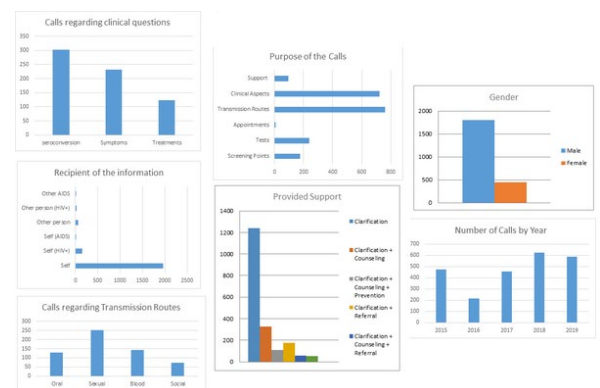 Calls regarding clinical questions
350
300
250
200
150
100
50
0
seroconversion Symptoms Treatments
Recipient of the information
Other AIDS
Oher person (HIV+)
Other person
Self (AIDS)
Self (HIV+)
Self
0 500 1000 1500 2000 2500
Calls regarding Transmission Routes
300
250
200
150
100
50
0
Oral Sexual Blood Social
Purpose of the Calls
Support
Clinical Aspects
Transmission Routes
Appointments
Tests
Screening Points
0 200 400 600 800
Provided Support
1400
1200
1000
800
600
400
200
0
Clarification
Clarification +
Counseling
Clarification +
Counseling +
Prevention
Clarification +
Referral
Clarification +
Counseling +
Referral
Gender
2000
1500
1000
500
0
Male
Female
Number of Calls by Year
700
600
500
400
300
200
100
0
2015 2016 2017 2018 2019